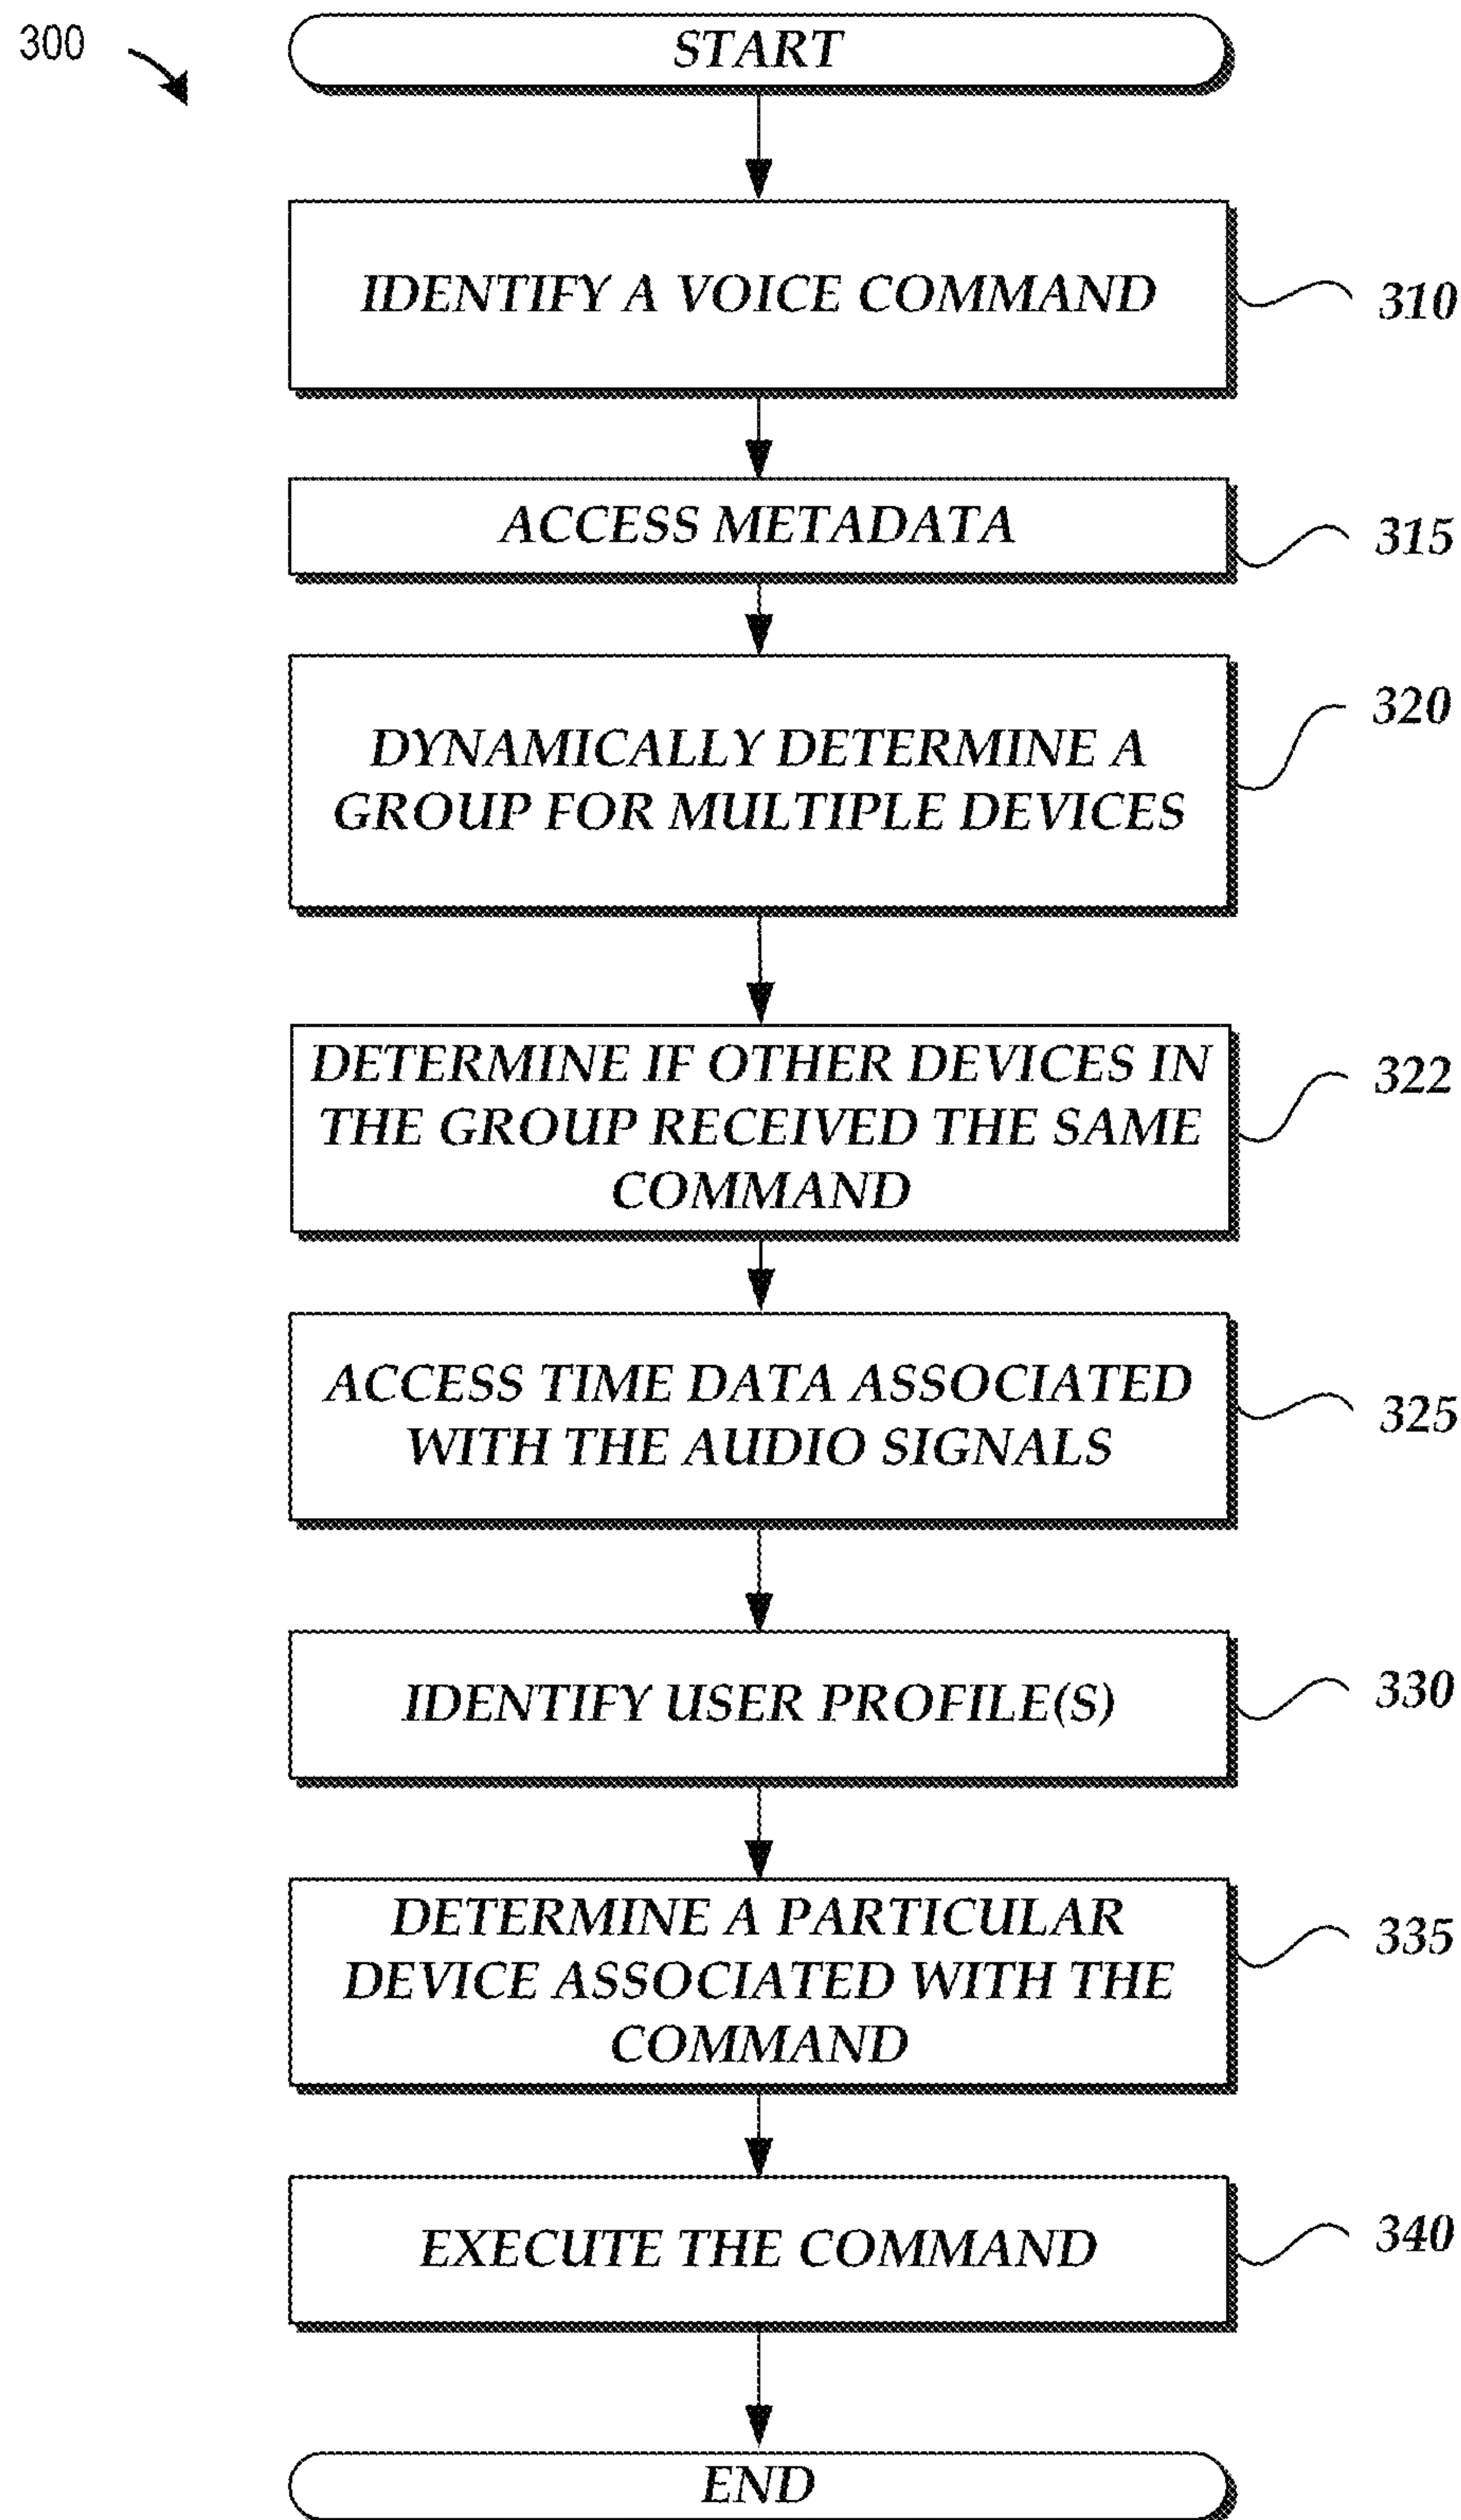 300
START
IDENTIFY A VOICE COMMAND
310
ACCESS METADATA
315
DYNAMICALLY DETERMINE A
GROUP FOR MULTIPLE DEVICES
320
DETERMINE IF OTHER DEVICES IN
THE GROUP RECEIVED THE SAME
COMMAND
322
ACCESS TIME DATA ASSOCIATED
WITH THE AUDIO SIGNALS
325
IDENTIFY USER PROFILE(S)
330
DETERMINE A PARTICULAR
DEVICE ASSOCIATED WITH THE
COMMAND
335
EXECUTE THE COMMAND
340
END